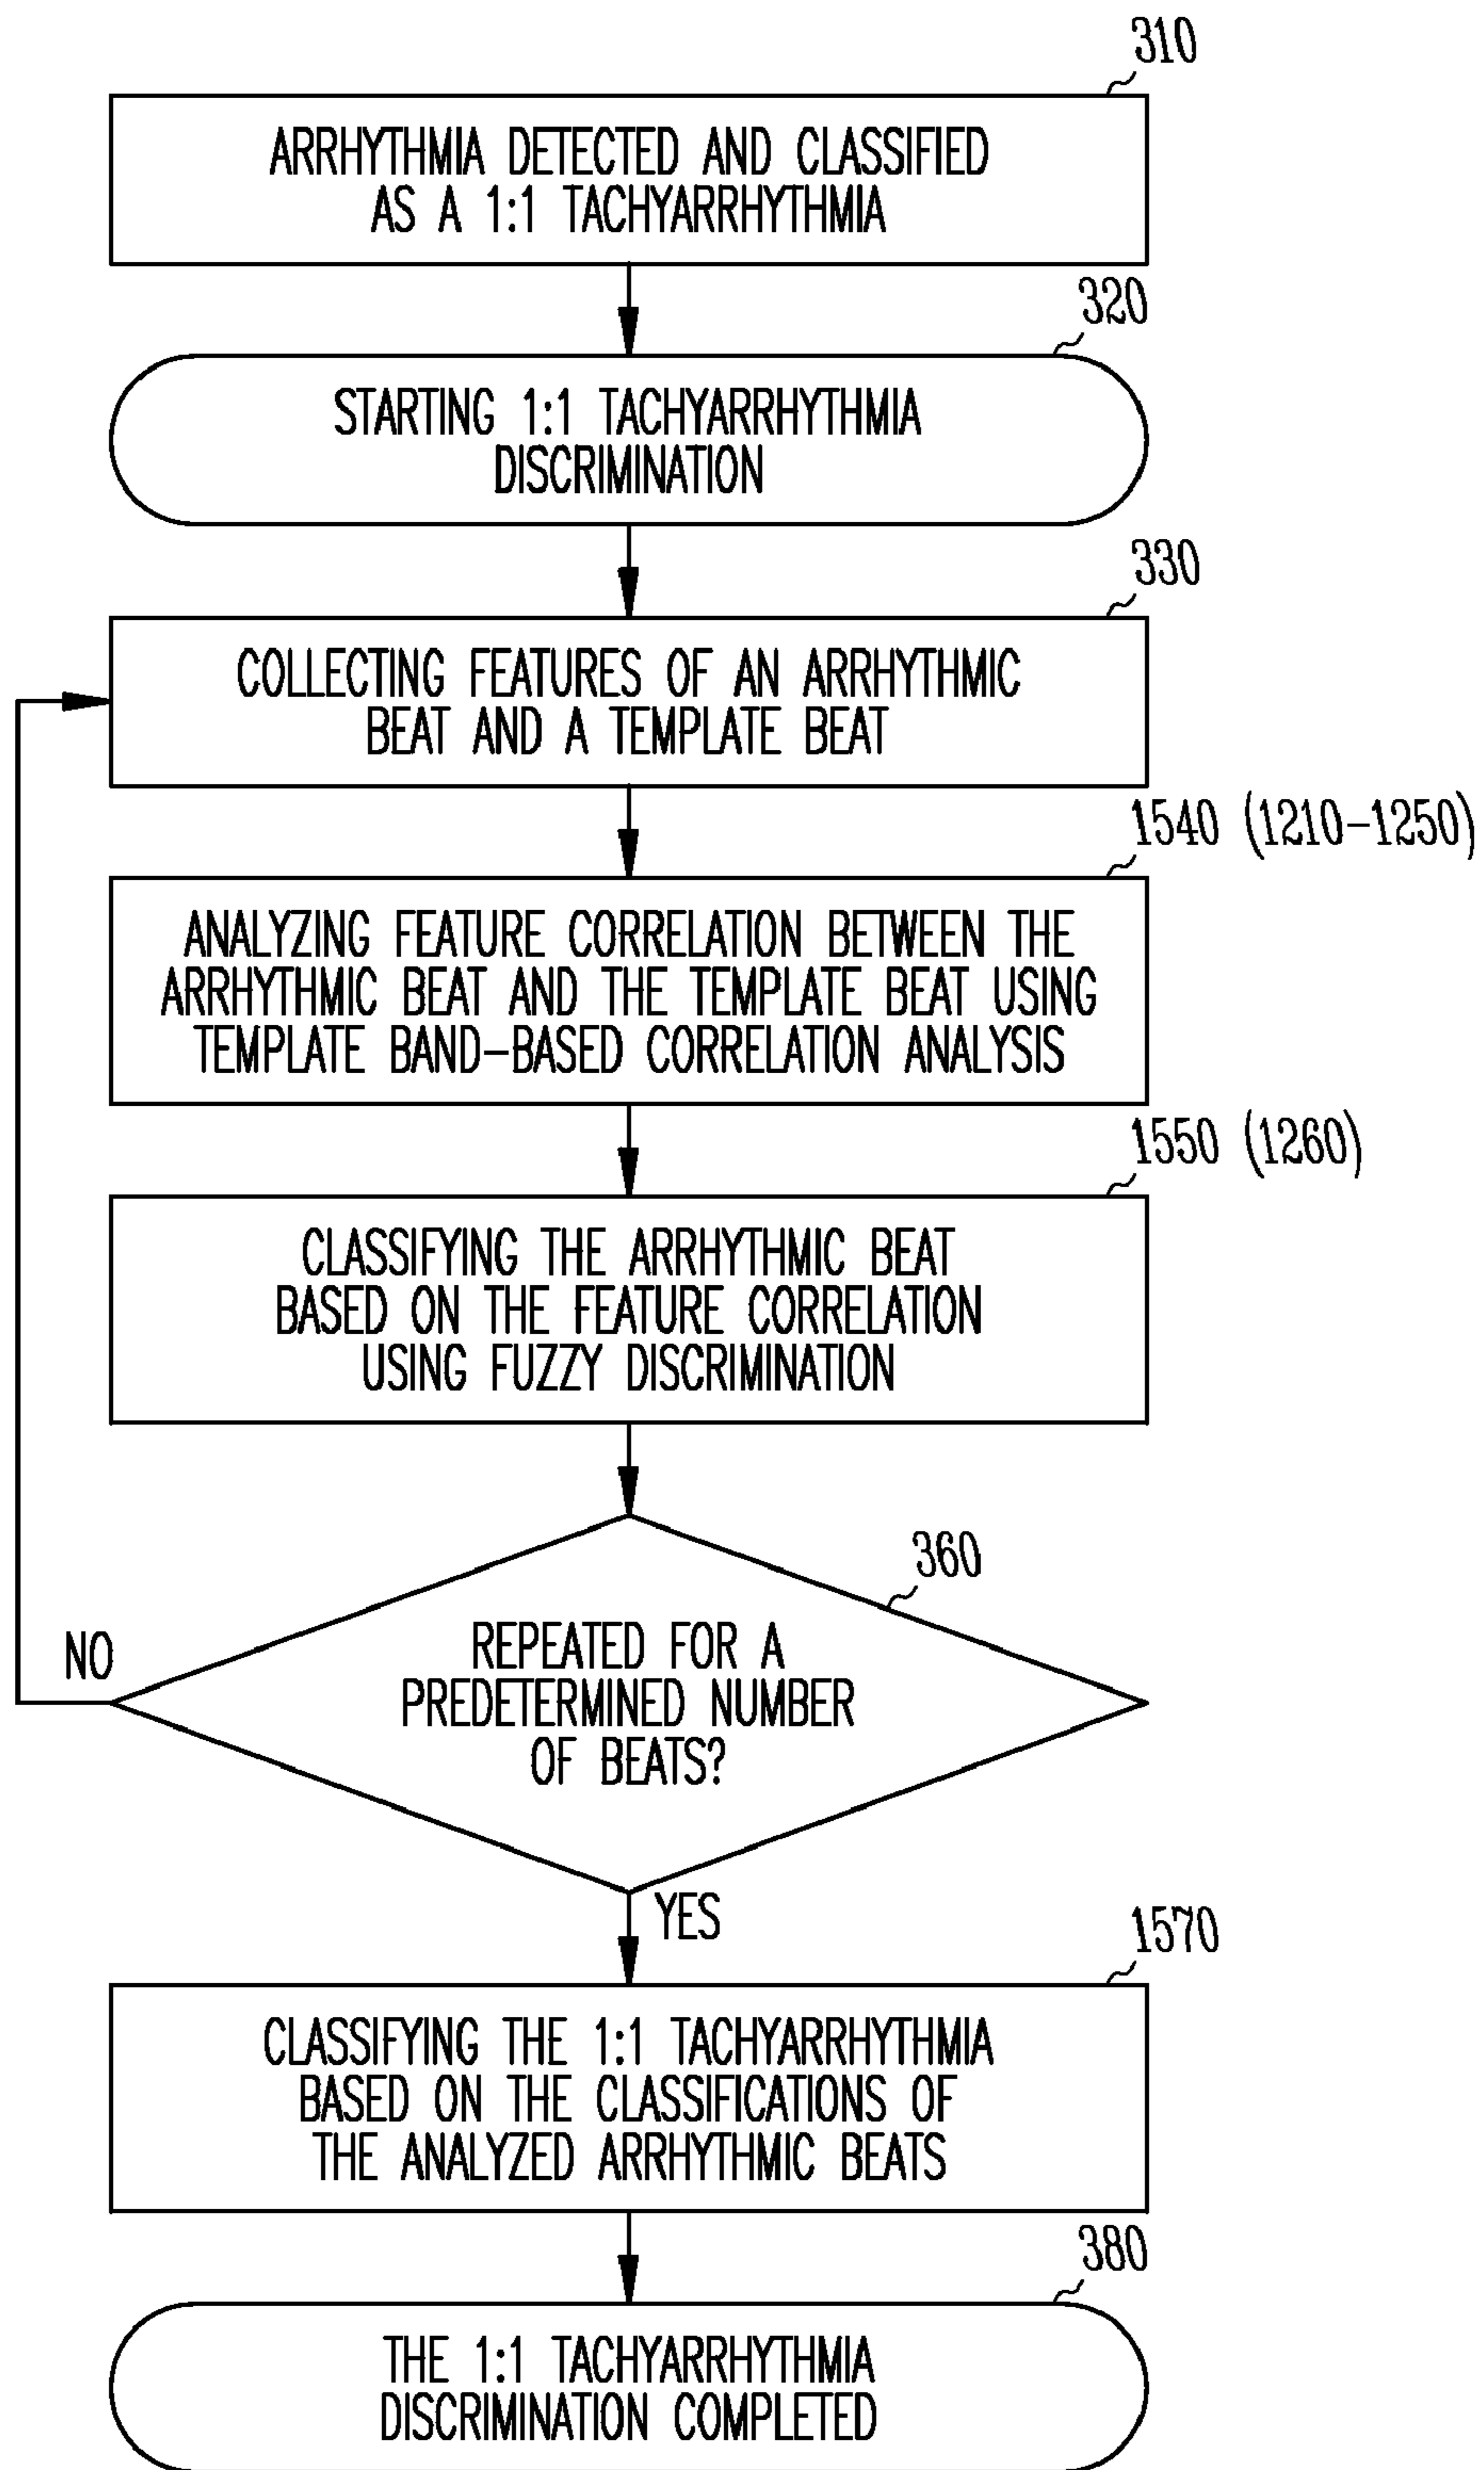 310
ARRHYTHMIA DETECTED AND CLASSIFIED
AS A 1:1 TACHYARRHYTHMIA
320
STARTING 1:1 TACHYARRHYTHMIA
DISCRIMINATION
330
COLLECTING FEATURES OF AN ARRHYTHMIC
BEAT AND A TEMPLATE BEAT
1540 (1210-1250)
ANALYZING FEATURE CORRELATION BETWEEN THE
ARRHYTHMIC BEAT AND THE TEMPLATE BEAT USING
TEMPLATE BAND-BASED CORRELATION ANALYSIS
1550 (1260)
CLASSIFYING THE ARRHYTHMIC BEAT
BASED ON THE FEATURE CORRELATION
USING FUZZY DISCRIMINATION
360
NO
REPEATED FOR A
PREDETERMINED NUMBER
OF BEATS?
YES
1570
CLASSIFYING THE 1:1 TACHYARRHYTHMIA
BASED ON THE CLASSIFICATIONS OF
THE ANALYZED ARRHYTHMIC BEATS
380
THE 1:1 TACHYARRHYTHMIA
DISCRIMINATION COMPLETED